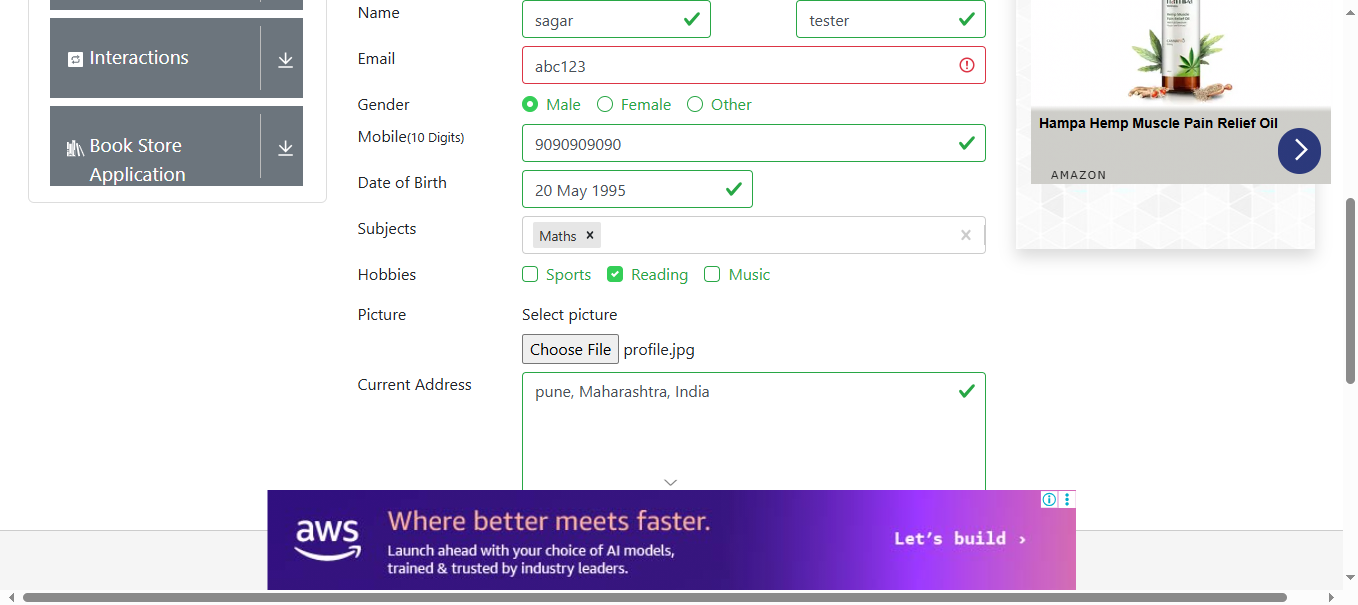 Interactions
Book Store
Application
Name
sagar
tester
Email
abc123
Gender
Male
Female
Other
Mobile(10 Digits)
9090909090
Date of Birth
20 May 1995
Subjects
Maths ×
×
Hobbies
Sports
Reading
Music
Picture
Select picture
Choose File profile.jpg
Current Address
pune, Maharashtra, India
Hampa Hemp Muscle Pain Relief Oil
AMAZON
aws
Where better meets faster.
Launch ahead with your choice of AI models,
trained & trusted by industry leaders.
Let's build ›